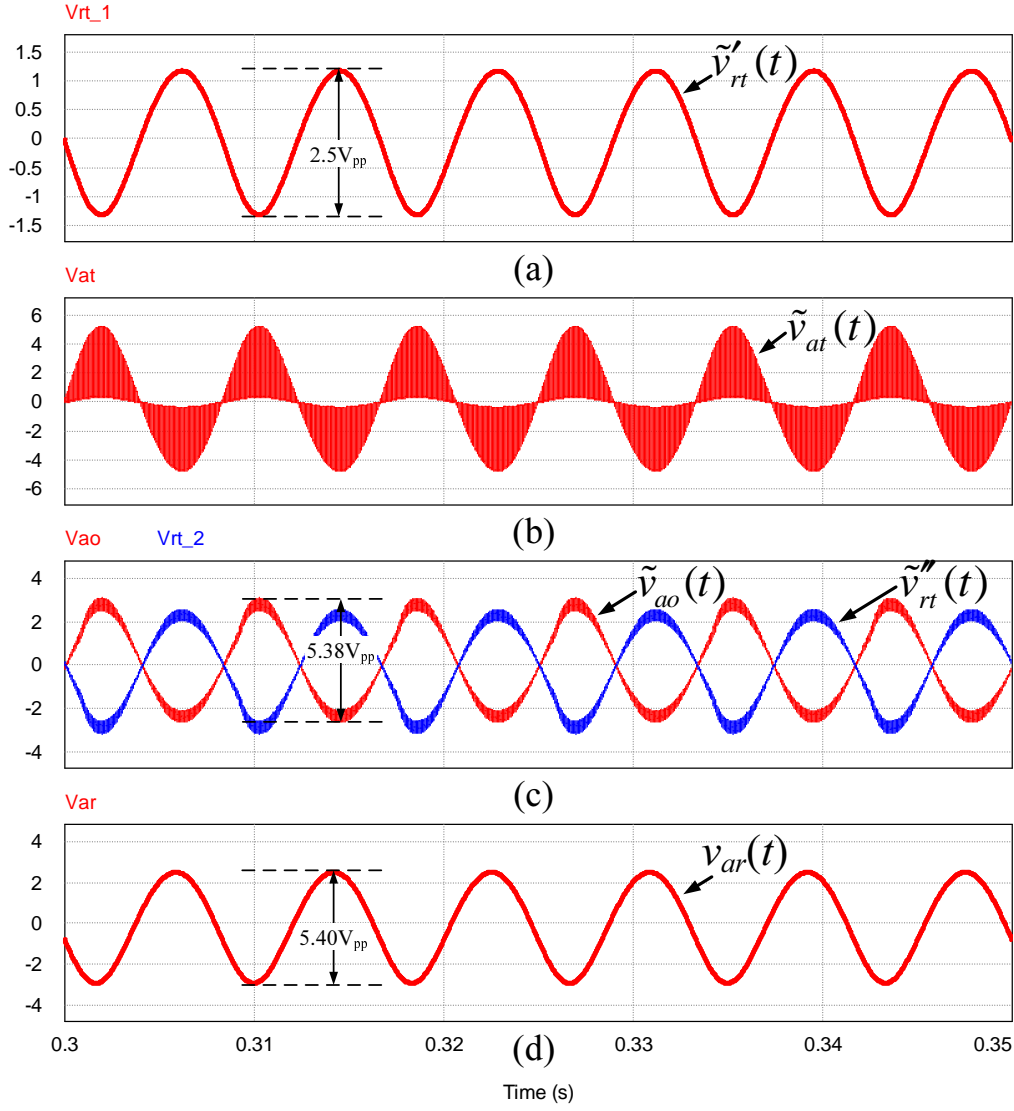 Vrt_1
1.5
1
0.5
0
-0.5
-1
-1.5
ṽ′rt(t)
2.5Vpp
(a)
Vat
6
4
2
0
-2
-4
-6
ṽat(t)
(b)
Vao Vrt_2
4
2
0
-2
-4
ṽao(t) ṽ″rt(t)
5.38Vpp
(c)
Var
4
2
0
-2
-4
var(t)
5.40Vpp
0.3 0.31 0.32 0.33 0.34 0.35
(d)
Time (s)